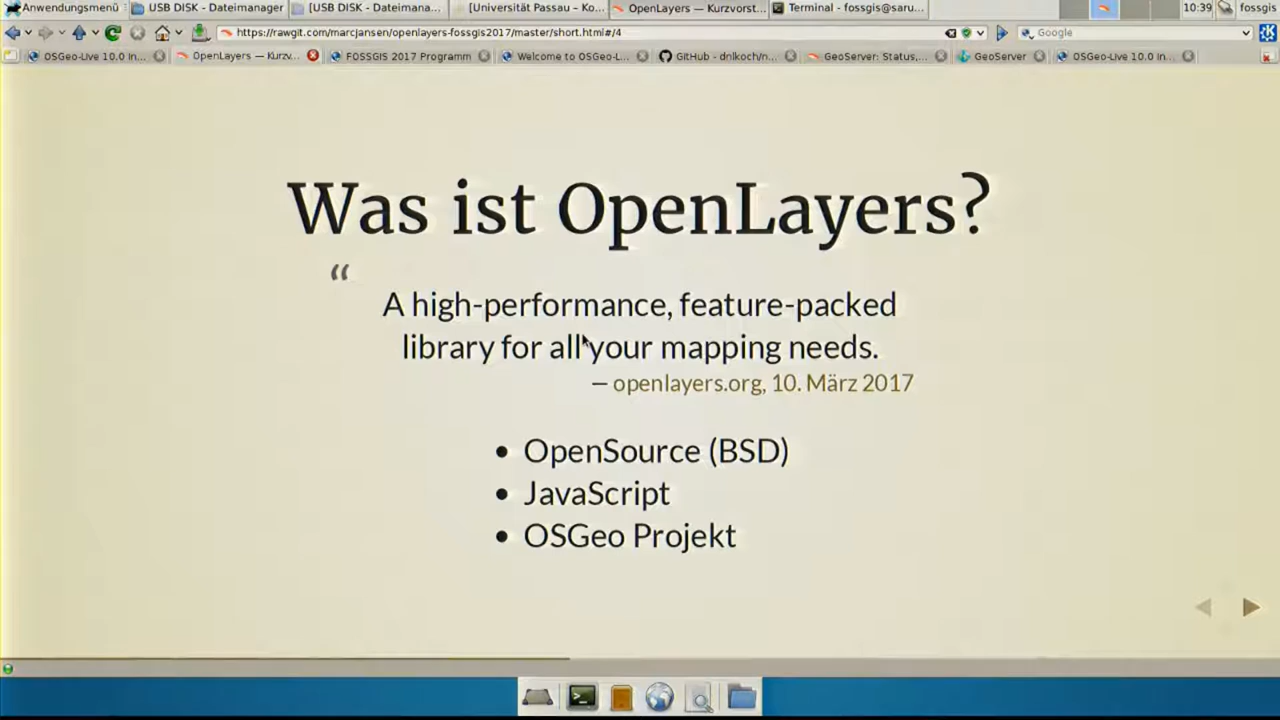 Anwendungsmenü
USB DISK - Dateimanager
[USB DISK - Dateimana...
[Universität Passau – Ko...
OpenLayers — Kurzvorst...
Terminal - fossgis@saru...
10:39
fossgis
https://rawgit.com/marcjansen/openlayers-fossgis2017/master/short.html#/4
Google
OSGeo-Live 10.0 In...
OpenLayers — Kurzv...
FOSSGIS 2017 Programm
Welcome to OSGeo-L...
GitHub - dnlkoch/n...
GeoServer: Status,...
GeoServer
OSGeo-Live 10.0 In...
Was ist OpenLayers?
“
A high-performance, feature-packed
library for all your mapping needs.
— openlayers.org, 10. März 2017
• OpenSource (BSD)
• JavaScript
• OSGeo Projekt